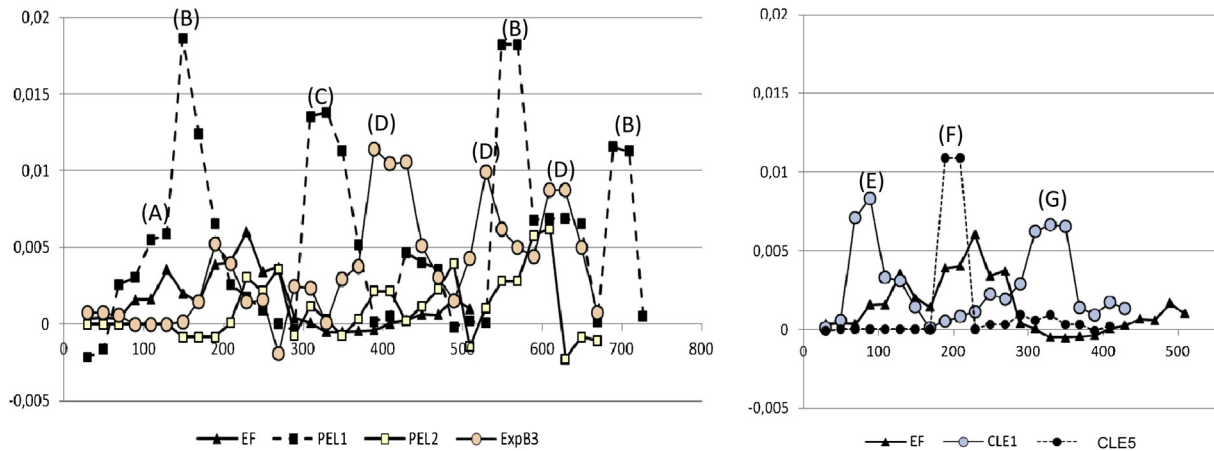 0,02
(B)
(B)
0,015
(C)
(D)
(B)
0,01
(D)
(D)
(A)
0,005
0
0 100 200 300 400 500 600 700 800
-0,005
EF PEL1 PEL2 ExpB3
0,02
0,015
(F)
0,01
(E)
(G)
0,005
0
0 100 200 300 400 500
-0,005
EF CLE1 CLE5